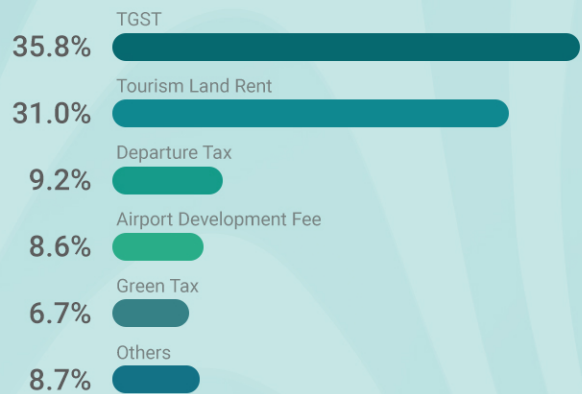 TGST
35.8%
Tourism Land Rent
31.0%
Departure Tax
9.2%
Airport Development Fee
8.6%
Green Tax
6.7%
Others
8.7%